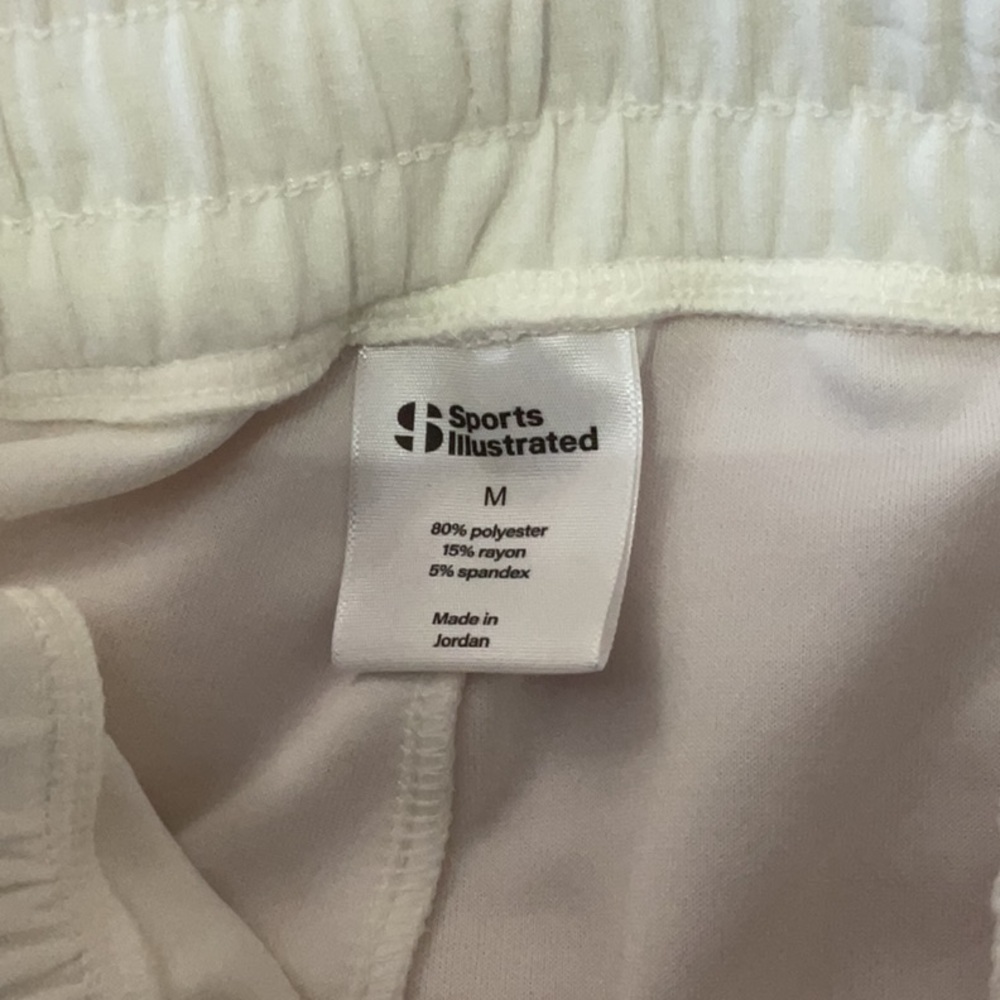 Sports
Illustrated
M
80% polyester
15% rayon
5% spandex
Made in
Jordan